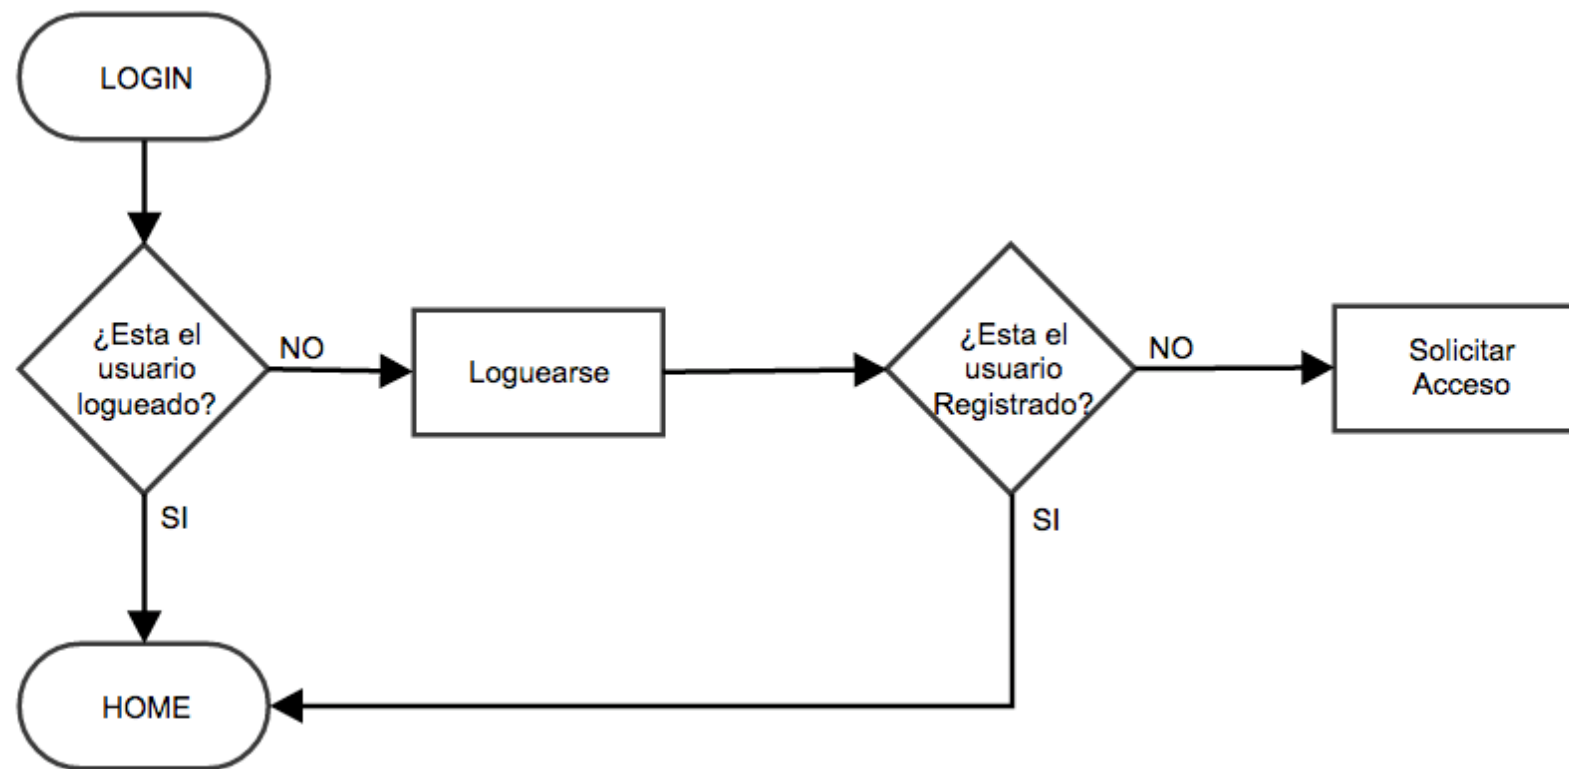 LOGIN
¿Esta el
usuario
logueado?
NO
Loguearse
¿Esta el
usuario
Registrado?
NO
Solicitar
Acceso
SI
SI
HOME